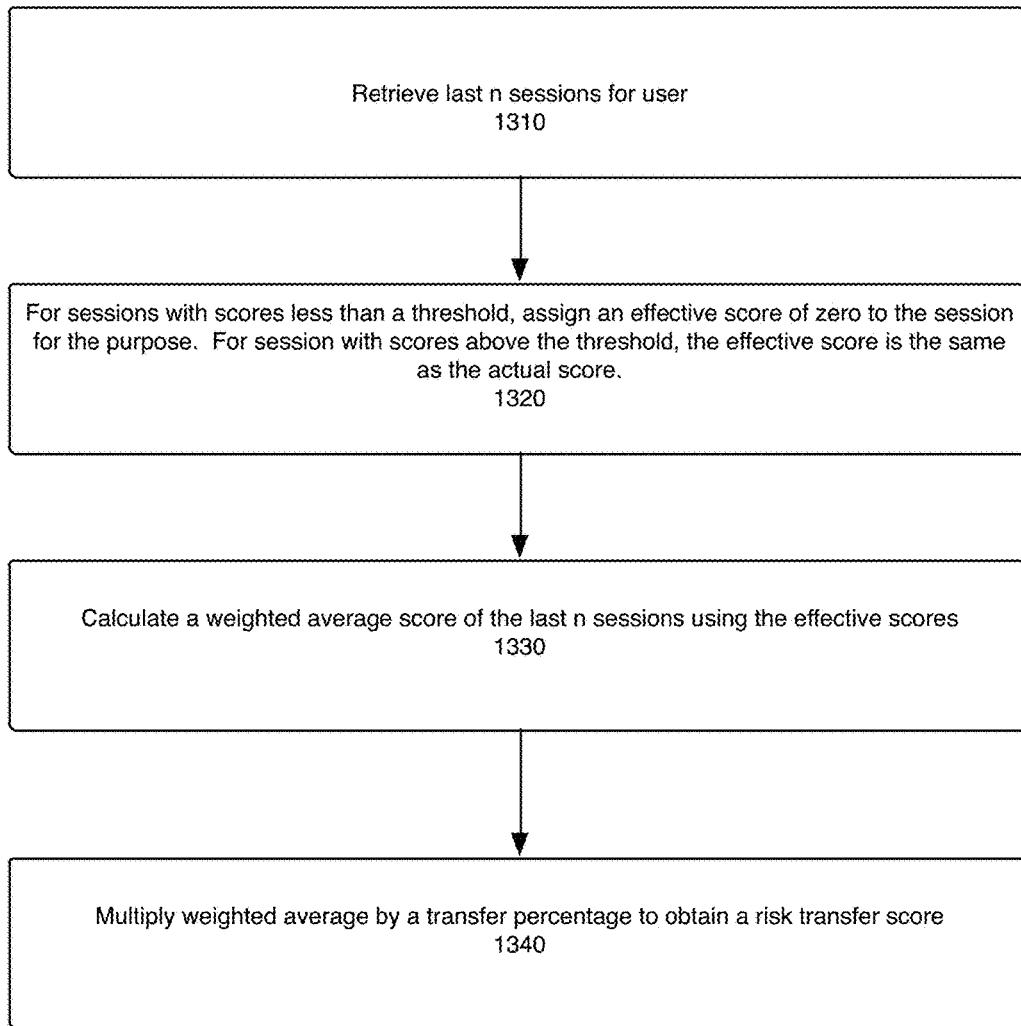 Retrieve last n sessions for user
1310
For sessions with scores less than a threshold, assign an effective score of zero to the session
for the purpose. For session with scores above the threshold, the effective score is the same
as the actual score.
1320
Calculate a weighted average score of the last n sessions using the effective scores
1330
Multiply weighted average by a transfer percentage to obtain a risk transfer score
1340